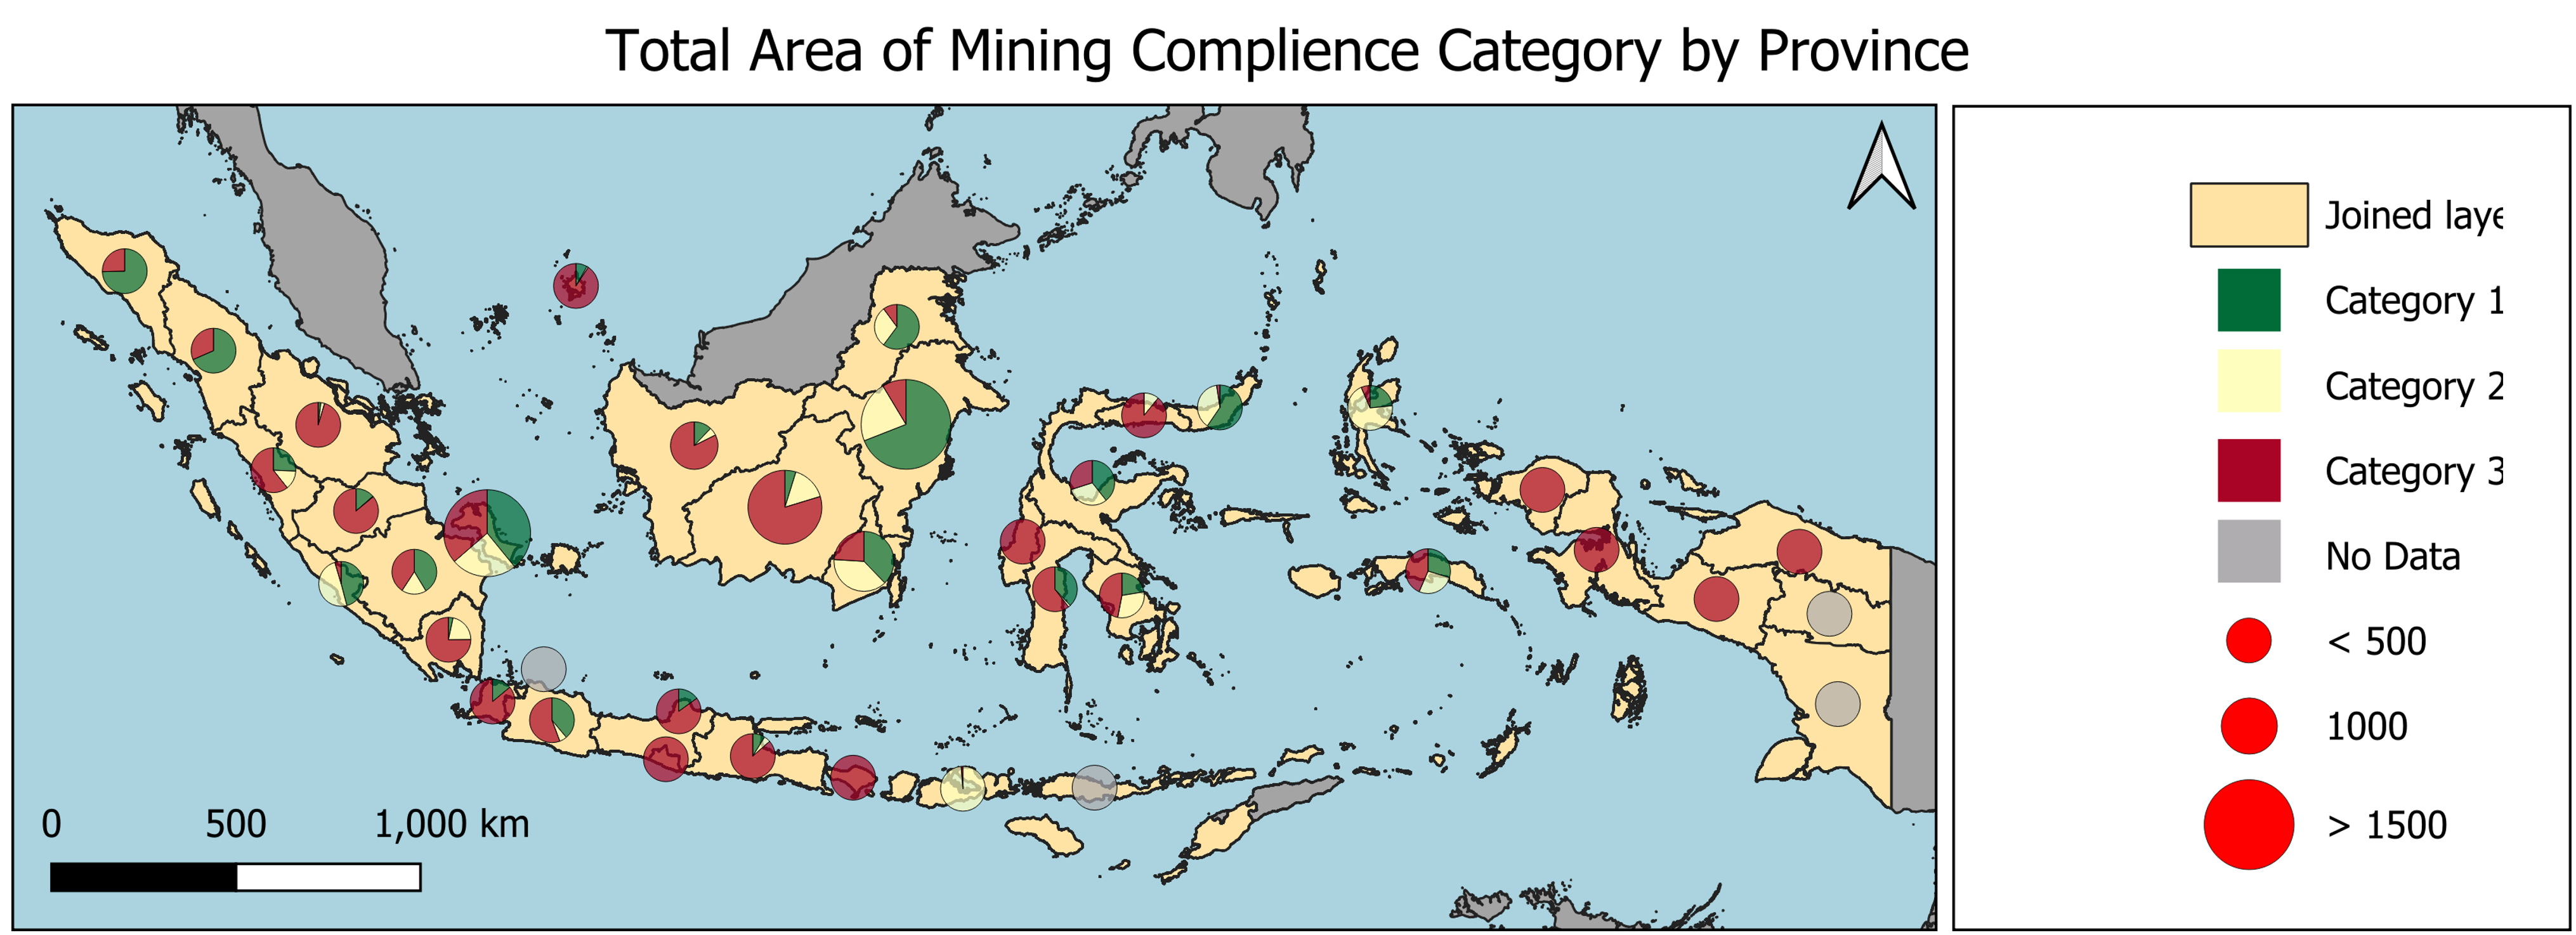 Total Area of Mining Complience Category by Province
Joined laye
Category 1
Category 2
Category 3
No Data
< 500
1000
> 1500
0 500 1,000 km